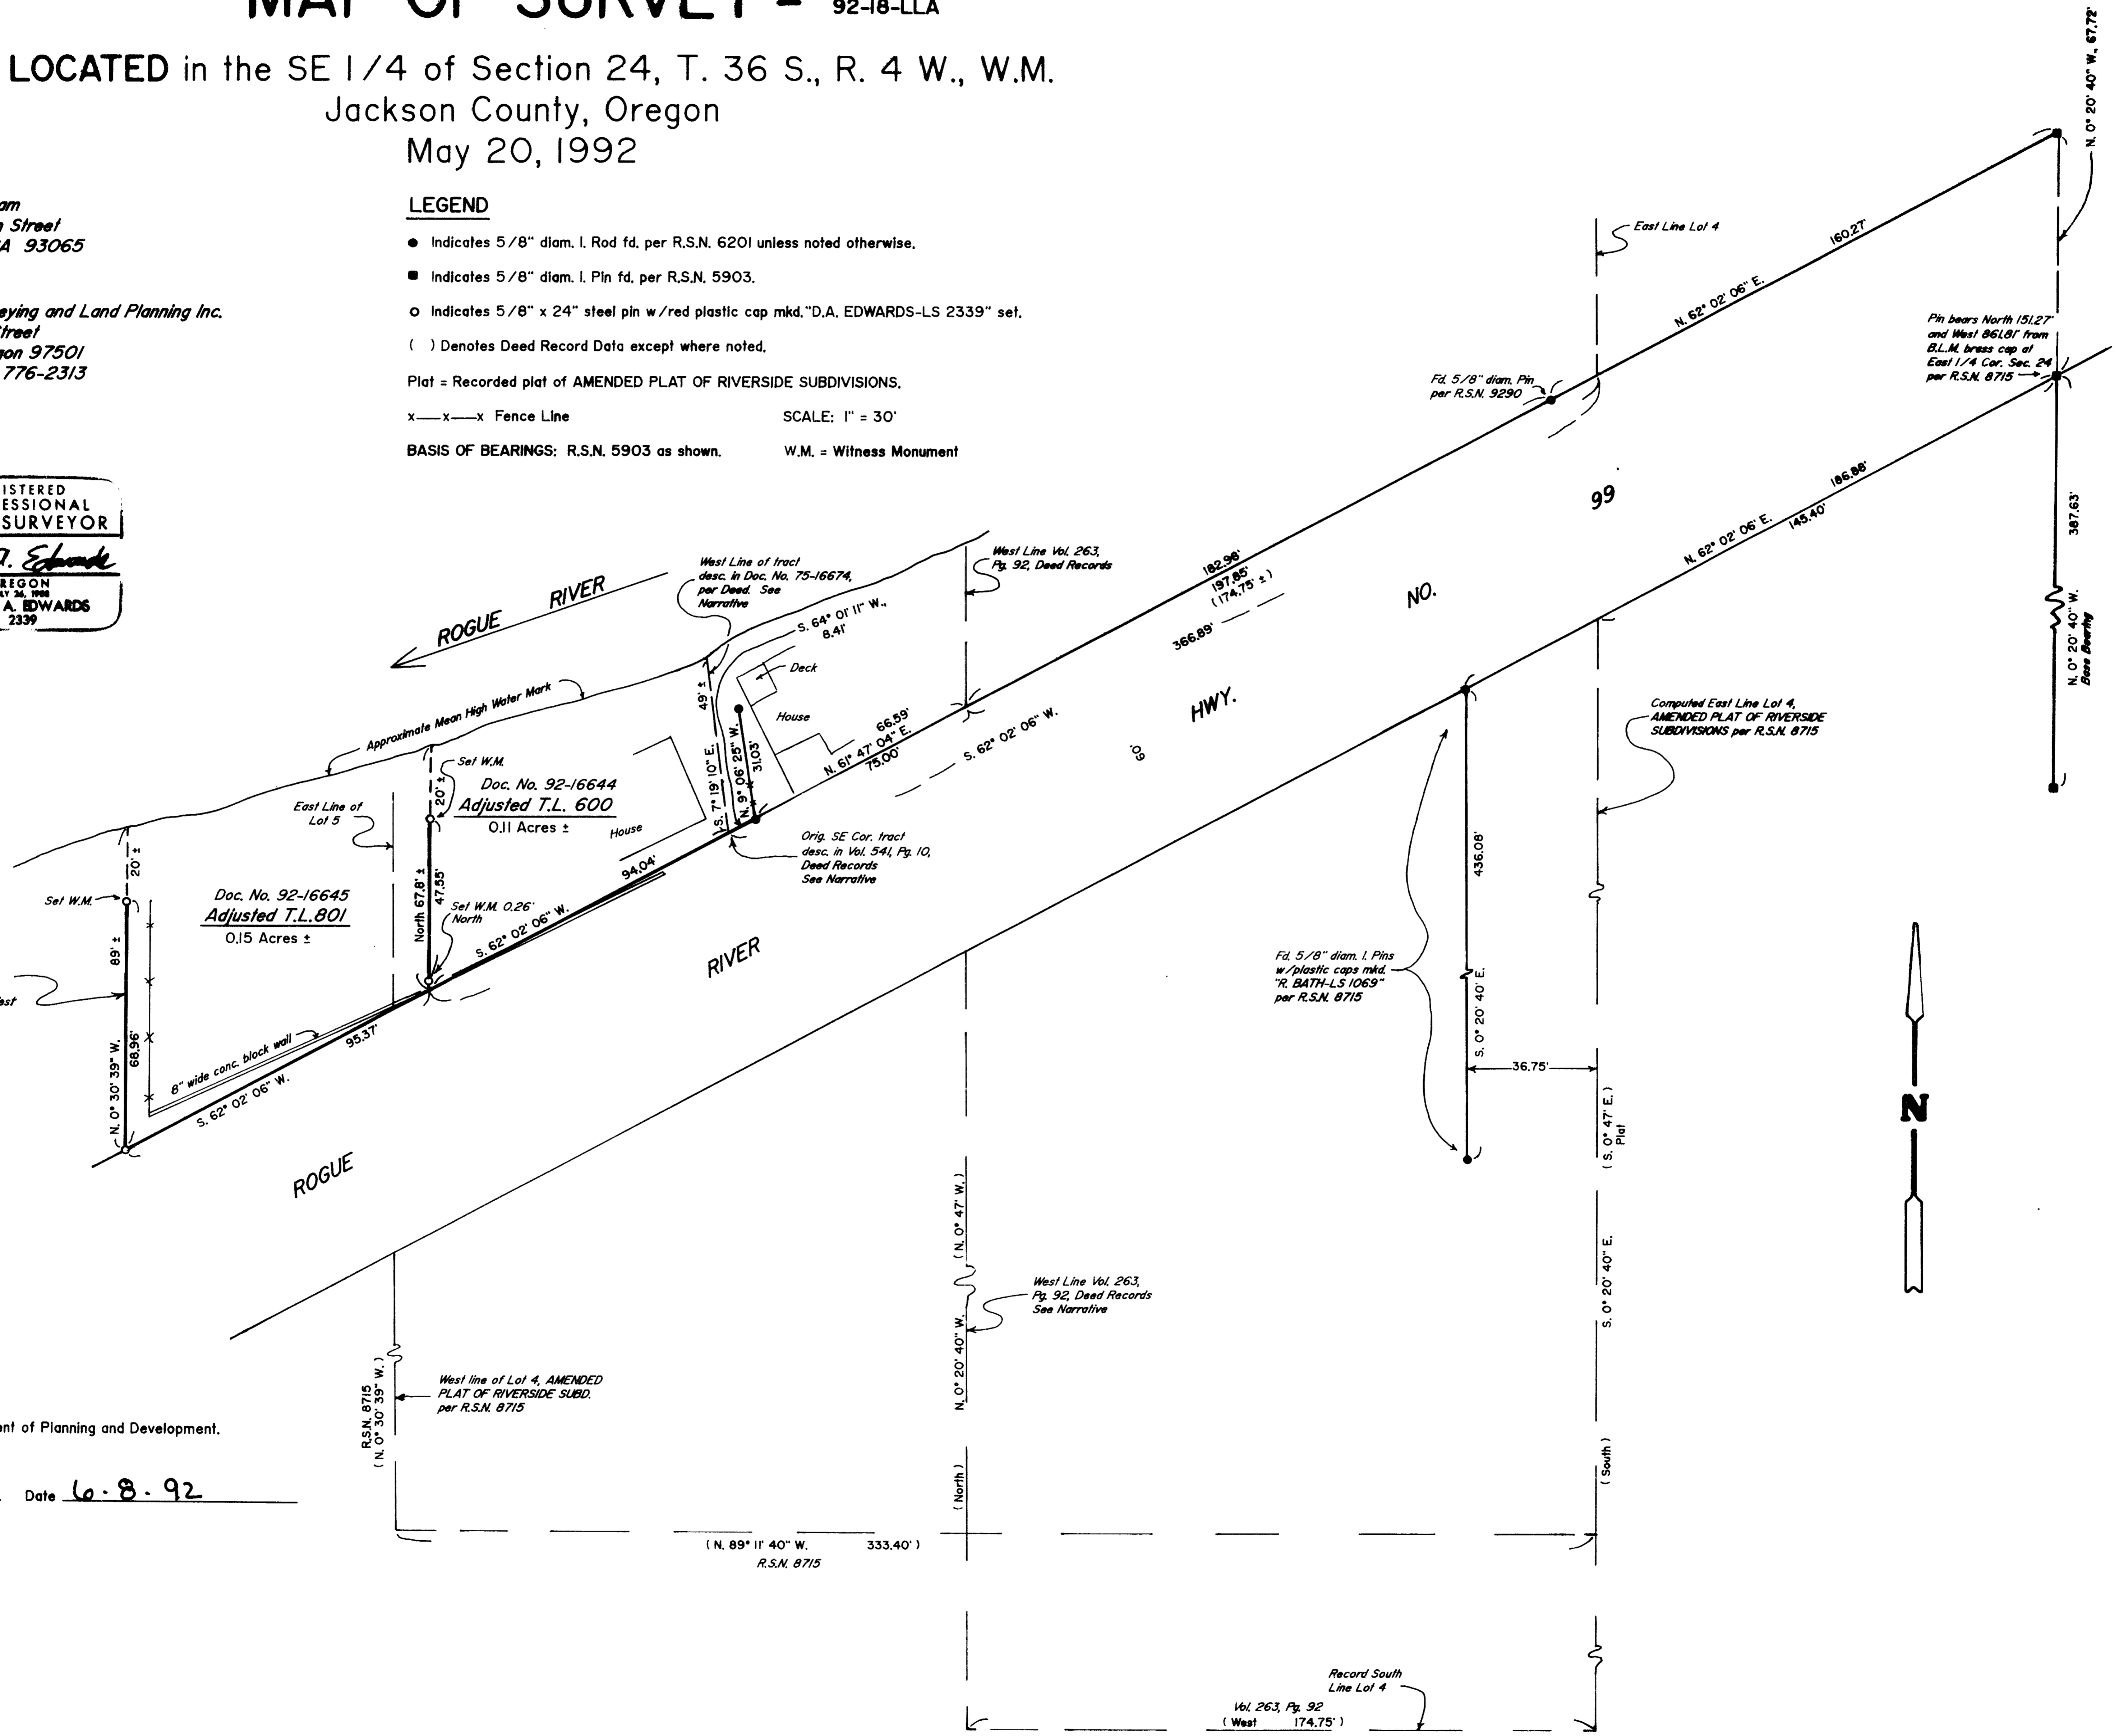 MAP OF SURVEY -
92-18-LLA
LOCATED in the SE 1/4 of Section 24, T. 36 S., R. 4 W., W.M.
Jackson County, Oregon
May 20, 1992
Street
93065
and Land Planning Inc.
97501
776-2313
SURVEYOR
A. EDWARDS
2339
LEGEND
● Indicates 5/8" diam. I. Rod fd. per R.S.N. 6201 unless noted otherwise.
■ Indicates 5/8" diam. I. Pin fd. per R.S.N. 5903.
o Indicates 5/8" x 24" steel pin w/red plastic cap mkd. "D.A. EDWARDS-LS 2339" set.
( ) Denotes Deed Record Data except where noted.
Plat = Recorded plat of AMENDED PLAT OF RIVERSIDE SUBDIVISIONS.
x—x—x Fence Line
SCALE: 1" = 30'
BASIS OF BEARINGS: R.S.N. 5903 as shown.
W.M. = Witness Monument
N. 0° 20' 40" W., 67.72'
East Line Lot 4
160.27'
N. 62° 02' 06" E.
Pin bears North 151.27'
and West 861.81' from
B.L.M. brass cap at
East 1/4 Cor. Sec. 24
per R.S.N. 8715
Fd. 5/8" diam. Pin
per R.S.N. 9290
99
186.88'
N. 62° 02' 06" E.
145.40'
387.63'
N. 0° 20' 40" W.
Base Bearing
West Line of tract
desc. in Doc. No. 75-16674,
per Deed. See
Narrative
West Line Vol. 263,
Pg. 92, Deed Records
182.98'
197.85'
(174.75' ±)
366.89'
NO.
ROGUE RIVER
S. 64° 01' 11" W.,
8.41'
Deck
House
49' ±
S. 7° 19' 10" E.
N. 9° 06' 25" W.
31.03'
66.59'
N. 61° 47' 04" E.
75.00'
S. 62° 02' 06" W.
HWY.
60'
Computed East Line Lot 4,
AMENDED PLAT OF RIVERSIDE
SUBDIVISIONS per R.S.N. 8715
Approximate Mean High Water Mark
Set W.M.
20' ±
Doc. No. 92-16644
Adjusted T.L. 600
0.11 Acres ±
House
East Line of
Lot 5
Orig. SE Cor. tract
desc. in Vol. 541, Pg. 10,
Deed Records
See Narrative
94.04'
436.08'
20' ±
Set W.M.
Doc. No. 92-16645
Adjusted T.L.801
0.15 Acres ±
North 67.8' ±
47.55'
Set W.M. 0.26'
North
S. 62° 02' 06" W.
RIVER
Fd. 5/8" diam. I. Pins
w/plastic caps mkd.
"R. BATH-LS 1069"
per R.S.N. 8715
S. 0° 20' 40" E.
89' ±
N. 0° 30' 39" W.
68.96'
8" wide conc. block wall
95.37'
S. 62° 02' 06" W.
36.75'
(S. 0° 47' E.)
Plat
N
ROGUE
(N. 0° 47' W.)
West Line Vol. 263,
Pg. 92, Deed Records
See Narrative
N. 0° 20' 40" W.
S. 0° 20' 40" E.
R.S.N. 8715
(N. 0° 30' 39" W.)
West line of Lot 4, AMENDED
PLAT OF RIVERSIDE SUBD.
per R.S.N. 8715
of Planning and Development.
Date 6·8·92
(North)
(South)
(N. 89° 11' 40" W. 333.40')
R.S.N. 8715
Record South
Line Lot 4
Vol. 263, Pg. 92
(West 174.75')